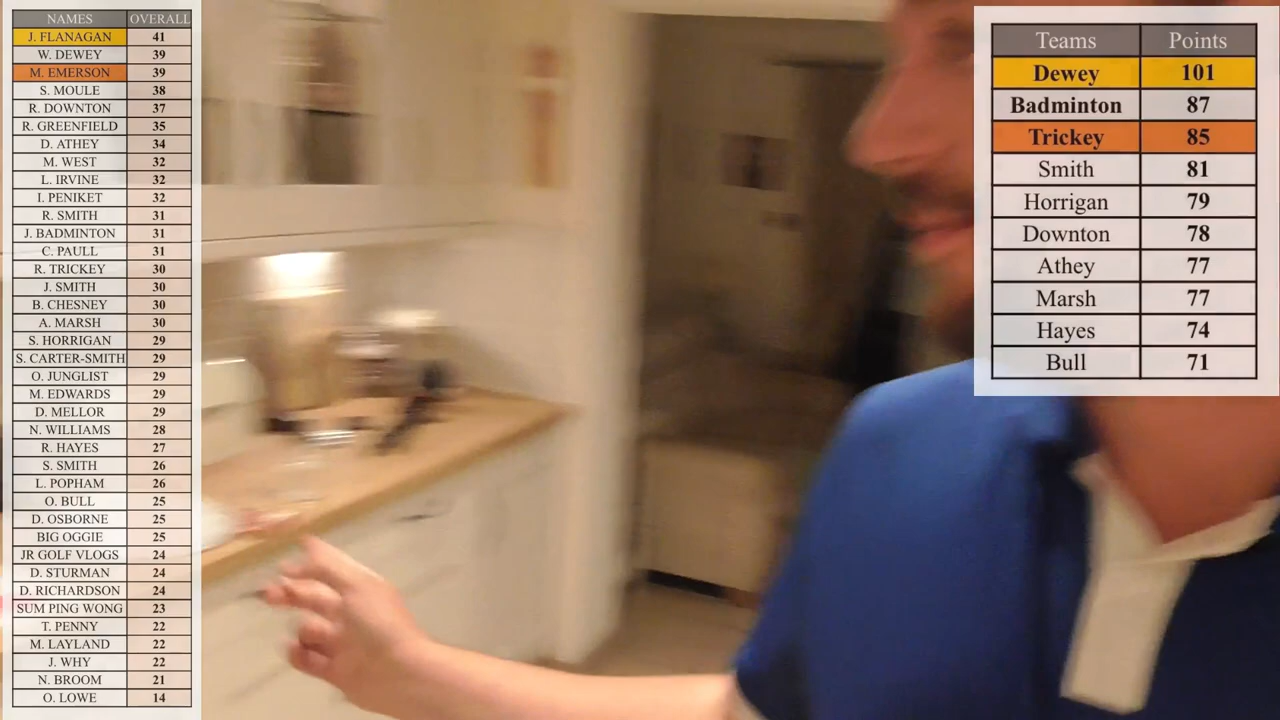 NAMES OVERALL
J. FLANAGAN 41
W. DEWEY 39
M. EMERSON 39
S. MOULE 38
R. DOWNTON 37
R. GREENFIELD 35
D. ATHEY 34
M. WEST 32
L. IRVINE 32
I. PENIKET 32
R. SMITH 31
J. BADMINTON 31
C. PAULL 31
R. TRICKEY 30
J. SMITH 30
B. CHESNEY 30
A. MARSH 30
S. HORRIGAN 29
S. CARTER-SMITH 29
O. JUNGLIST 29
M. EDWARDS 29
D. MELLOR 29
N. WILLIAMS 28
R. HAYES 27
S. SMITH 26
L. POPHAM 26
O. BULL 25
D. OSBORNE 25
BIG OGGIE 25
JR GOLF VLOGS 24
D. STURMAN 24
D. RICHARDSON 24
SUM PING WONG 23
T. PENNY 22
M. LAYLAND 22
J. WHY 22
N. BROOM 21
O. LOWE 14
Teams Points
Dewey 101
Badminton 87
Trickey 85
Smith 81
Horrigan 79
Downton 78
Athey 77
Marsh 77
Hayes 74
Bull 71